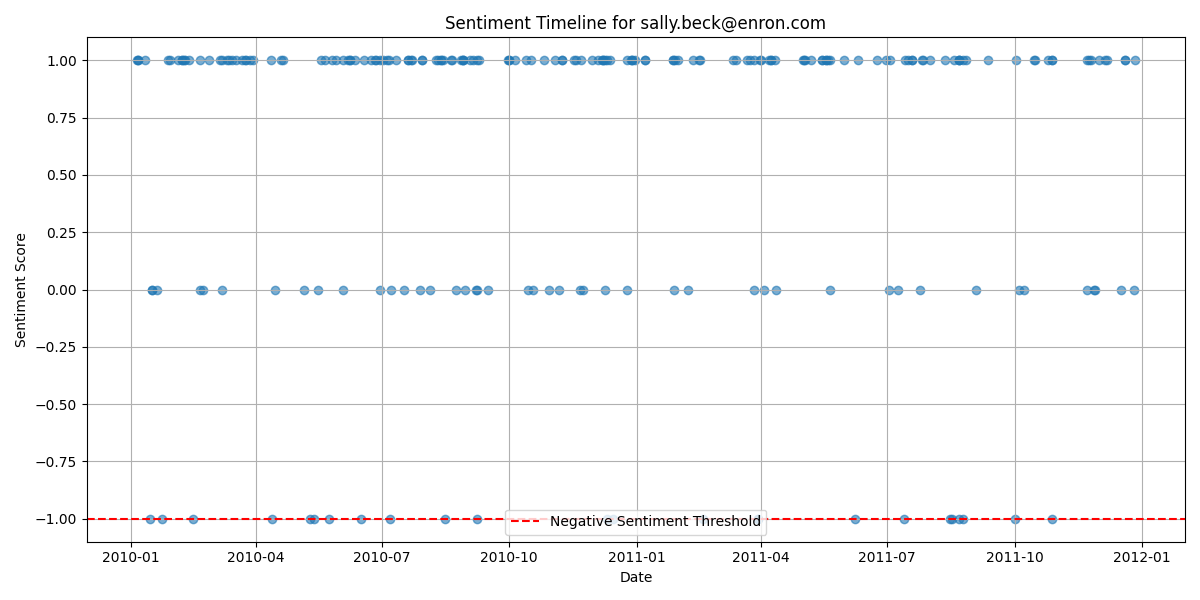 Sentiment Timeline for sally.beck@enron.com
Sentiment Score
1.00
0.75
0.50
0.25
0.00
−0.25
−0.50
−0.75
−1.00
Negative Sentiment Threshold
2010-01 2010-04 2010-07 2010-10 2011-01 2011-04 2011-07 2011-10 2012-01
Date